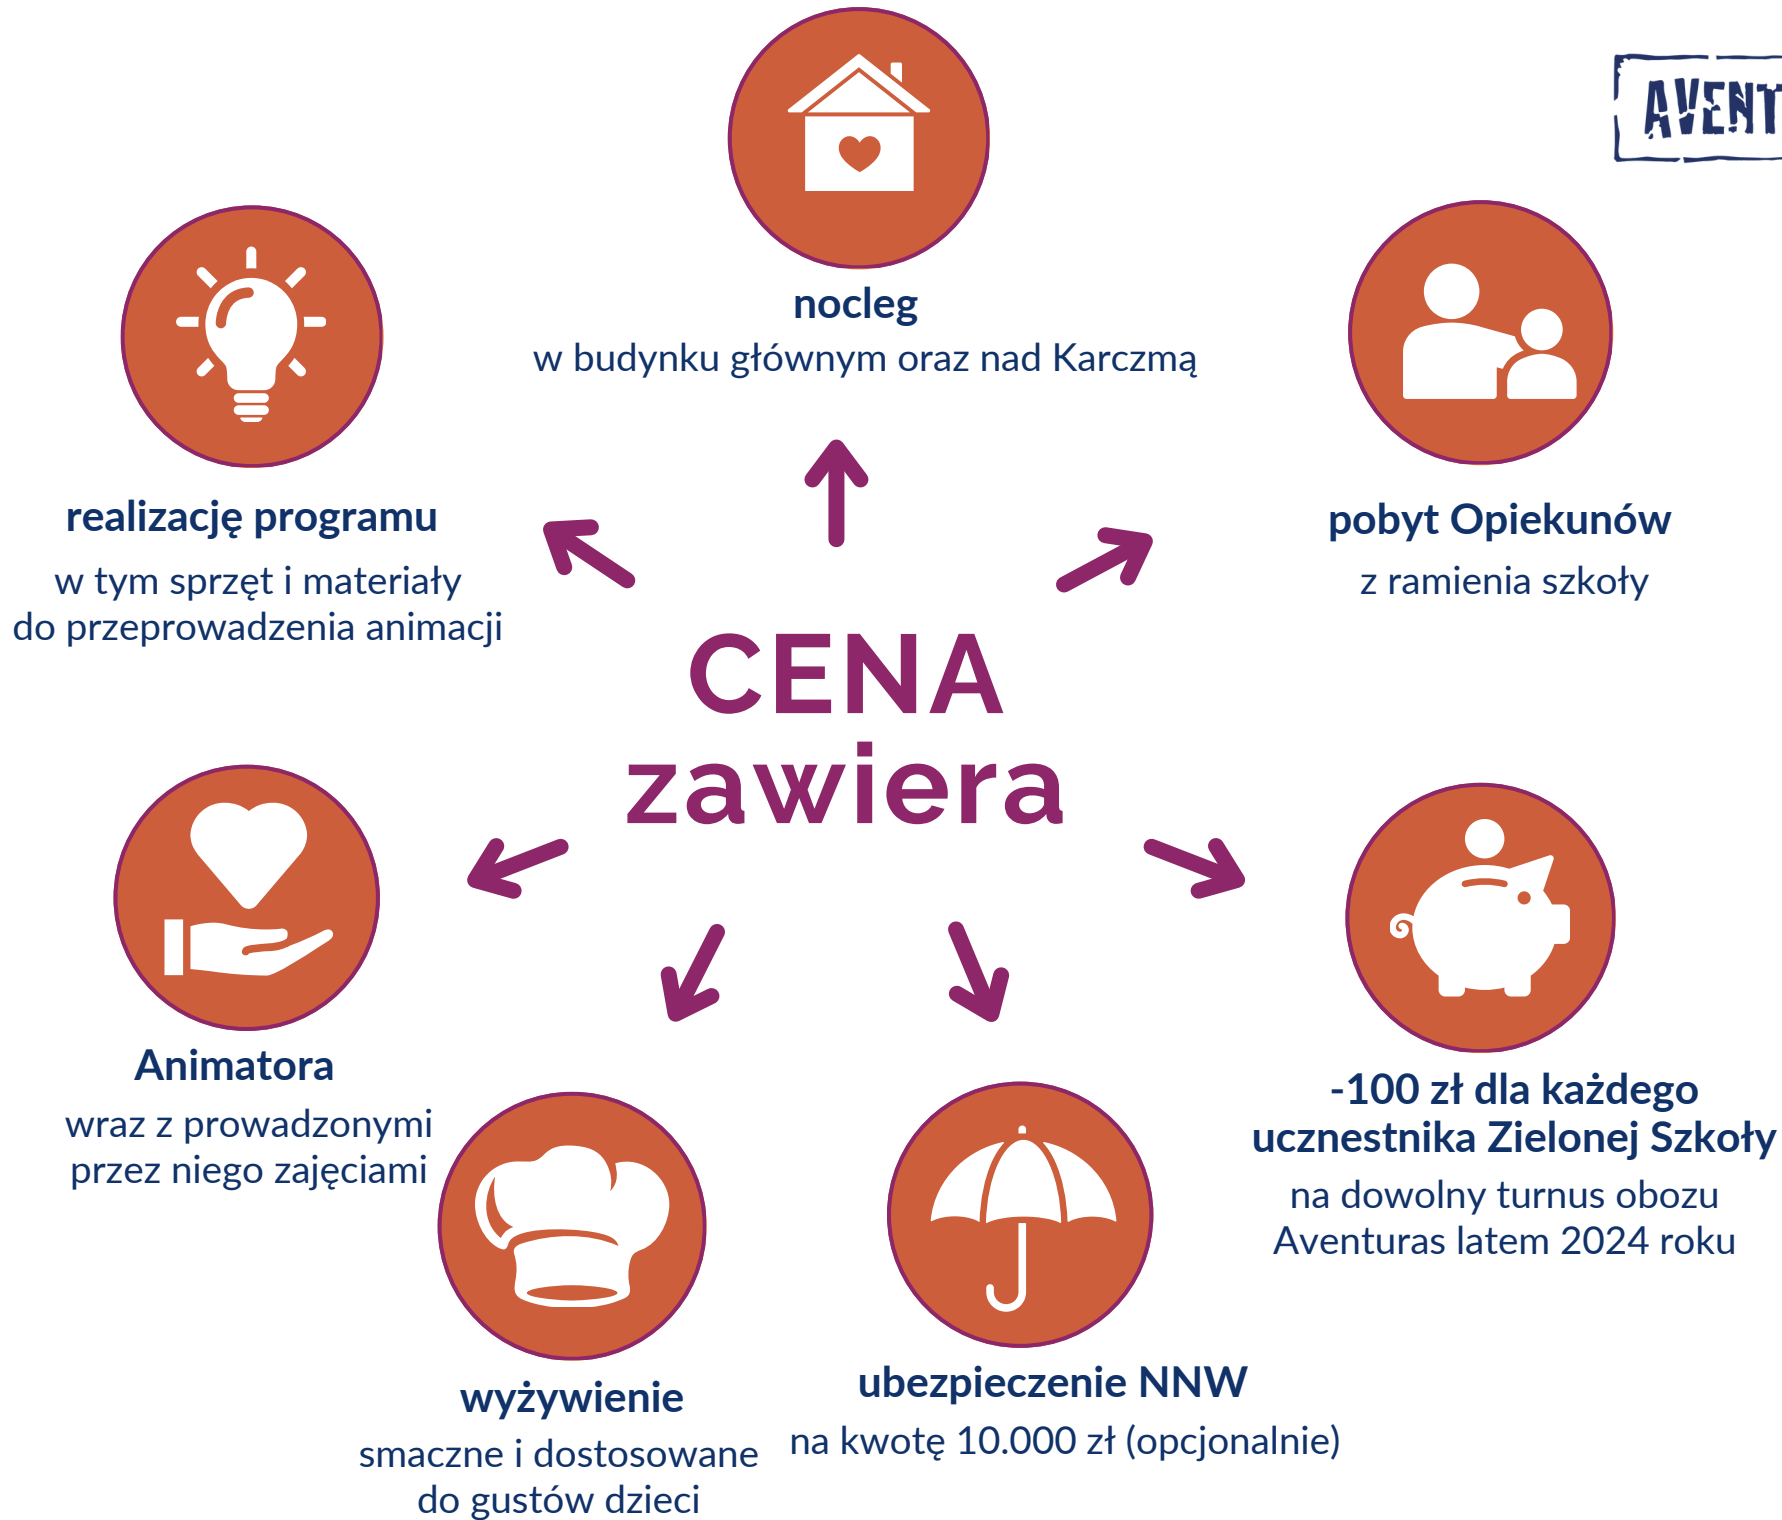 AVENT
nocleg
w budynku głównym oraz nad Karczmą
realizację programu
w tym sprzęt i materiały
do przeprowadzenia animacji
pobyt Opiekunów
z ramienia szkoły
CENA
zawiera
Animatora
wraz z prowadzonymi
przez niego zajęciami
-100 zł dla każdego
ucznestnika Zielonej Szkoły
na dowolny turnus obozu
Aventuras latem 2024 roku
wyżywienie
smaczne i dostosowane
do gustów dzieci
ubezpieczenie NNW
na kwotę 10.000 zł (opcjonalnie)